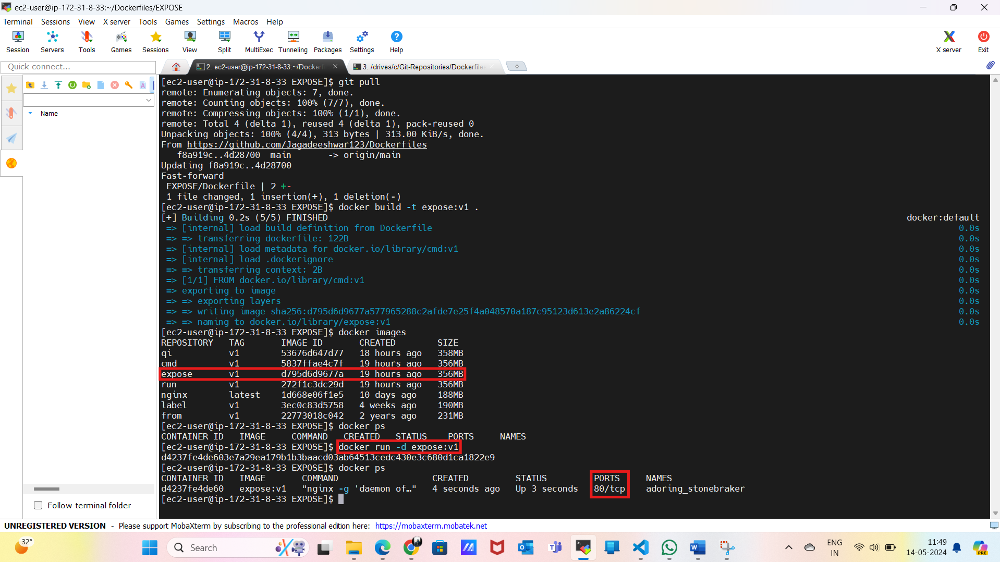 ec2-user@ip-172-31-8-33:~/Dockerfiles/EXPOSE
Terminal Sessions View X server Tools Games Settings Macros Help
Session Servers Tools Games Sessions View Split MultiExec Tunneling Packages Settings Help X server Exit
Quick connect...
2. ec2-user@ip-172-31-8-33:~/Dockerf
3. /drives/c/Git-Repositories/Dockerfiles
Name
[ec2-user@ip-172-31-8-33 EXPOSE]$ git pull
remote: Enumerating objects: 7, done.
remote: Counting objects: 100% (7/7), done.
remote: Compressing objects: 100% (1/1), done.
remote: Total 4 (delta 1), reused 4 (delta 1), pack-reused 0
Unpacking objects: 100% (4/4), 313 bytes | 313.00 KiB/s, done.
From https://github.com/Jagadeeshwar123/Dockerfiles
f8a919c..4d28700  main       -> origin/main
Updating f8a919c..4d28700
Fast-forward
EXPOSE/Dockerfile | 2 +-
1 file changed, 1 insertion(+), 1 deletion(-)
[ec2-user@ip-172-31-8-33 EXPOSE]$ docker build -t expose:v1 .
[+] Building 0.2s (5/5) FINISHED docker:default
=> [internal] load build definition from Dockerfile 0.0s
=> => transferring dockerfile: 122B 0.0s
=> [internal] load metadata for docker.io/library/cmd:v1 0.0s
=> [internal] load .dockerignore 0.0s
=> => transferring context: 2B 0.0s
=> [1/1] FROM docker.io/library/cmd:v1 0.0s
=> exporting to image 0.0s
=> => exporting layers 0.0s
=> => writing image sha256:d795d6d9677a577965288c2afde7e25f4a048570a187c95123d613e2a86224cf 0.0s
=> => naming to docker.io/library/expose:v1 0.0s
[ec2-user@ip-172-31-8-33 EXPOSE]$ docker images
REPOSITORY   TAG       IMAGE ID       CREATED        SIZE
qi           v1        53676d647d77   18 hours ago   358MB
cmd          v1        5837ffae4c7f   19 hours ago   356MB
expose       v1        d795d6d9677a   19 hours ago   356MB
run          v1        272f1c3dc29d   19 hours ago   356MB
nginx        latest    1d668e06f1e5   10 days ago    188MB
label        v1        3ec0c83d5758   4 weeks ago    190MB
from         v1        22773018c042   2 years ago    231MB
[ec2-user@ip-172-31-8-33 EXPOSE]$ docker ps
CONTAINER ID   IMAGE     COMMAND   CREATED   STATUS    PORTS     NAMES
[ec2-user@ip-172-31-8-33 EXPOSE]$ docker run -d expose:v1
d4237fe4de603e7a29ea179b1b3baacd03ab64513cedc430e3c680d1ca1822e9
[ec2-user@ip-172-31-8-33 EXPOSE]$ docker ps
CONTAINER ID   IMAGE       COMMAND                  CREATED         STATUS         PORTS     NAMES
d4237fe4de60   expose:v1   "nginx -g 'daemon of…"   4 seconds ago   Up 3 seconds   80/tcp    adoring_stonebraker
[ec2-user@ip-172-31-8-33 EXPOSE]$
Follow terminal folder
UNREGISTERED VERSION - Please support MobaXterm by subscribing to the professional edition here: https://mobaxterm.mobatek.net
32°
Search
ENG
IN
11:49
14-05-2024
PRE